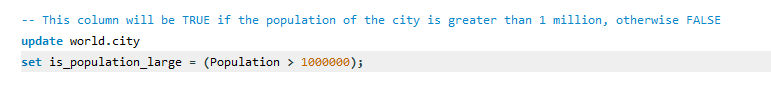 -- This column will be TRUE if the population of the city is greater than 1 million, otherwise FALSE
update world.city
set is_population_large = (Population > 1000000);